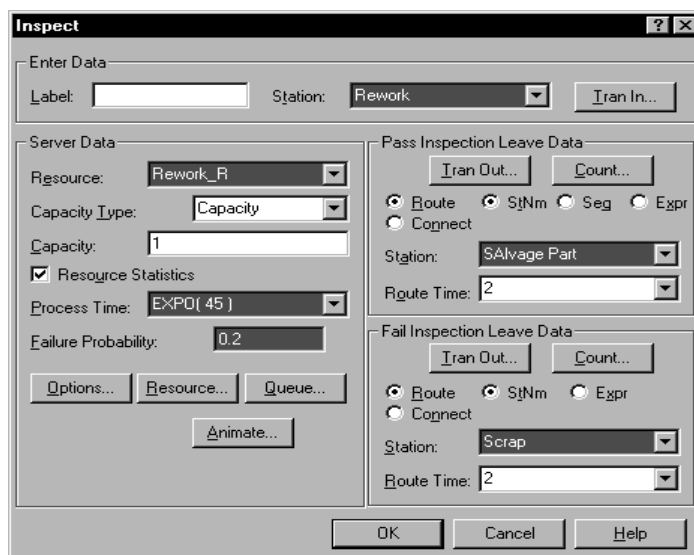 Inspect
Enter Data
Label:
Station: Rework
Tran In...
Server Data
Resource: Rework_R
Capacity Type: Capacity
Capacity: 1
Resource Statistics
Process Time: EXPO( 45 )
Failure Probability: 0.2
Options... Resource... Queue...
Animate...
Pass Inspection Leave Data
Tran Out... Count...
Route StNm Seg Expr
Connect
Station: SAlvage Part
Route Time: 2
Fail Inspection Leave Data
Tran Out... Count...
Route StNm Expr
Connect
Station: Scrap
Route Time: 2
OK Cancel Help